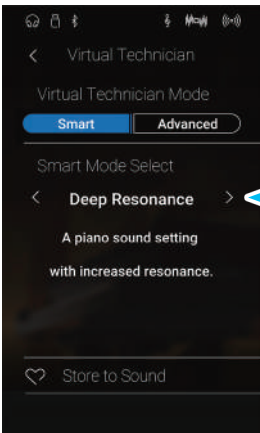 Virtual Technician
Virtual Technician Mode
Smart
Advanced
Smart Mode Select
Deep Resonance
A piano sound setting
with increased resonance.
Store to Sound